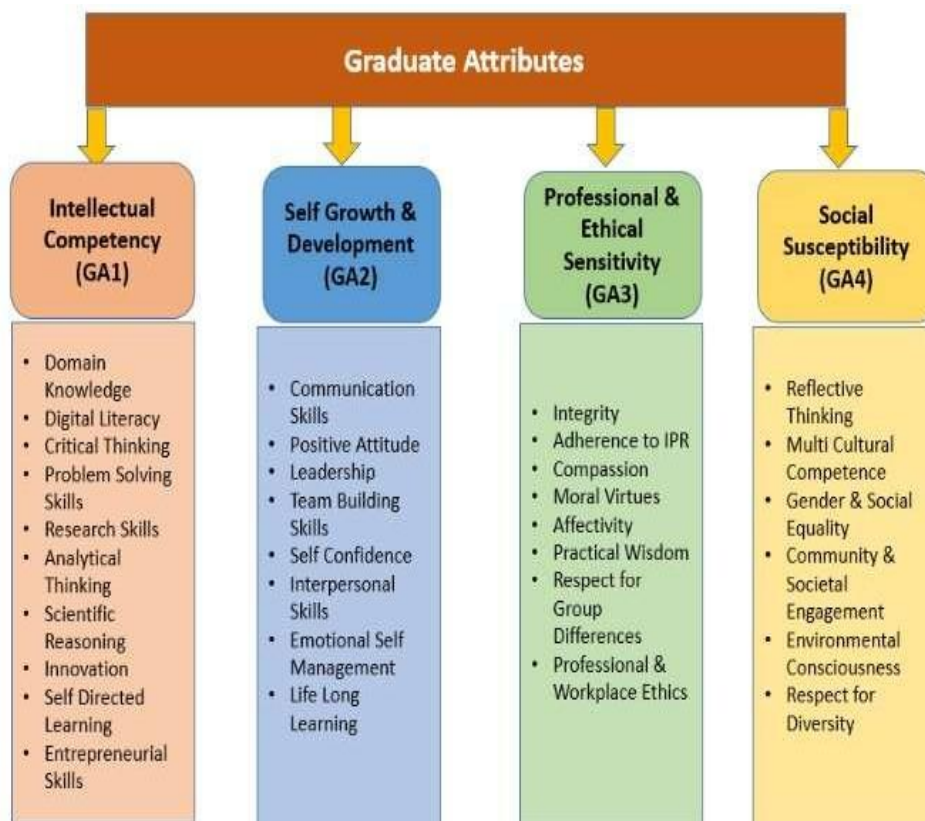 Graduate Attributes
Intellectual
Competency
(GA1)
• Domain
Knowledge
• Digital Literacy
• Critical Thinking
• Problem Solving
Skills
• Research Skills
• Analytical
Thinking
• Scientific
Reasoning
• Innovation
• Self Directed
Learning
• Entrepreneurial
Skills
Self Growth &
Development
(GA2)
• Communication
Skills
• Positive Attitude
• Leadership
• Team Building
Skills
• Self Confidence
• Interpersonal
Skills
• Emotional Self
Management
• Life Long
Learning
Professional &
Ethical
Sensitivity
(GA3)
• Integrity
• Adherence to IPR
• Compassion
• Moral Virtues
• Affectivity
• Practical Wisdom
• Respect for
Group
Differences
• Professional &
Workplace Ethics
Social
Susceptibility
(GA4)
• Reflective
Thinking
• Multi Cultural
Competence
• Gender & Social
Equality
• Community &
Societal
Engagement
• Environmental
Consciousness
• Respect for
Diversity